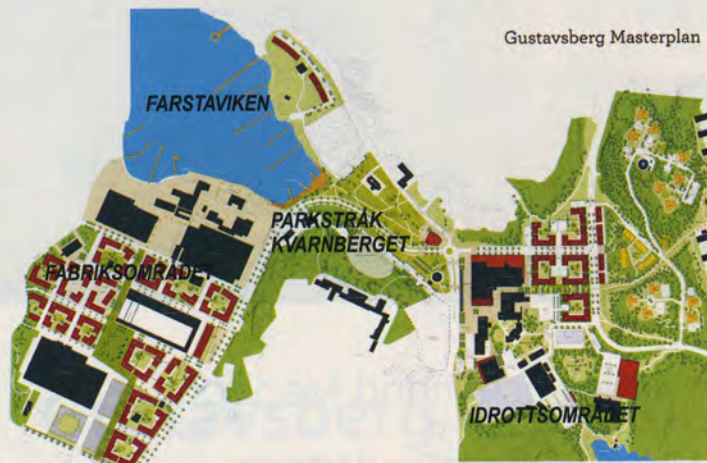 Gustavsberg Masterplan
FARSTAVIKEN
PARKSTRÅK
KVARNBERGET
FABRIKSOMRÅDET
IDROTTSOMRÅDET